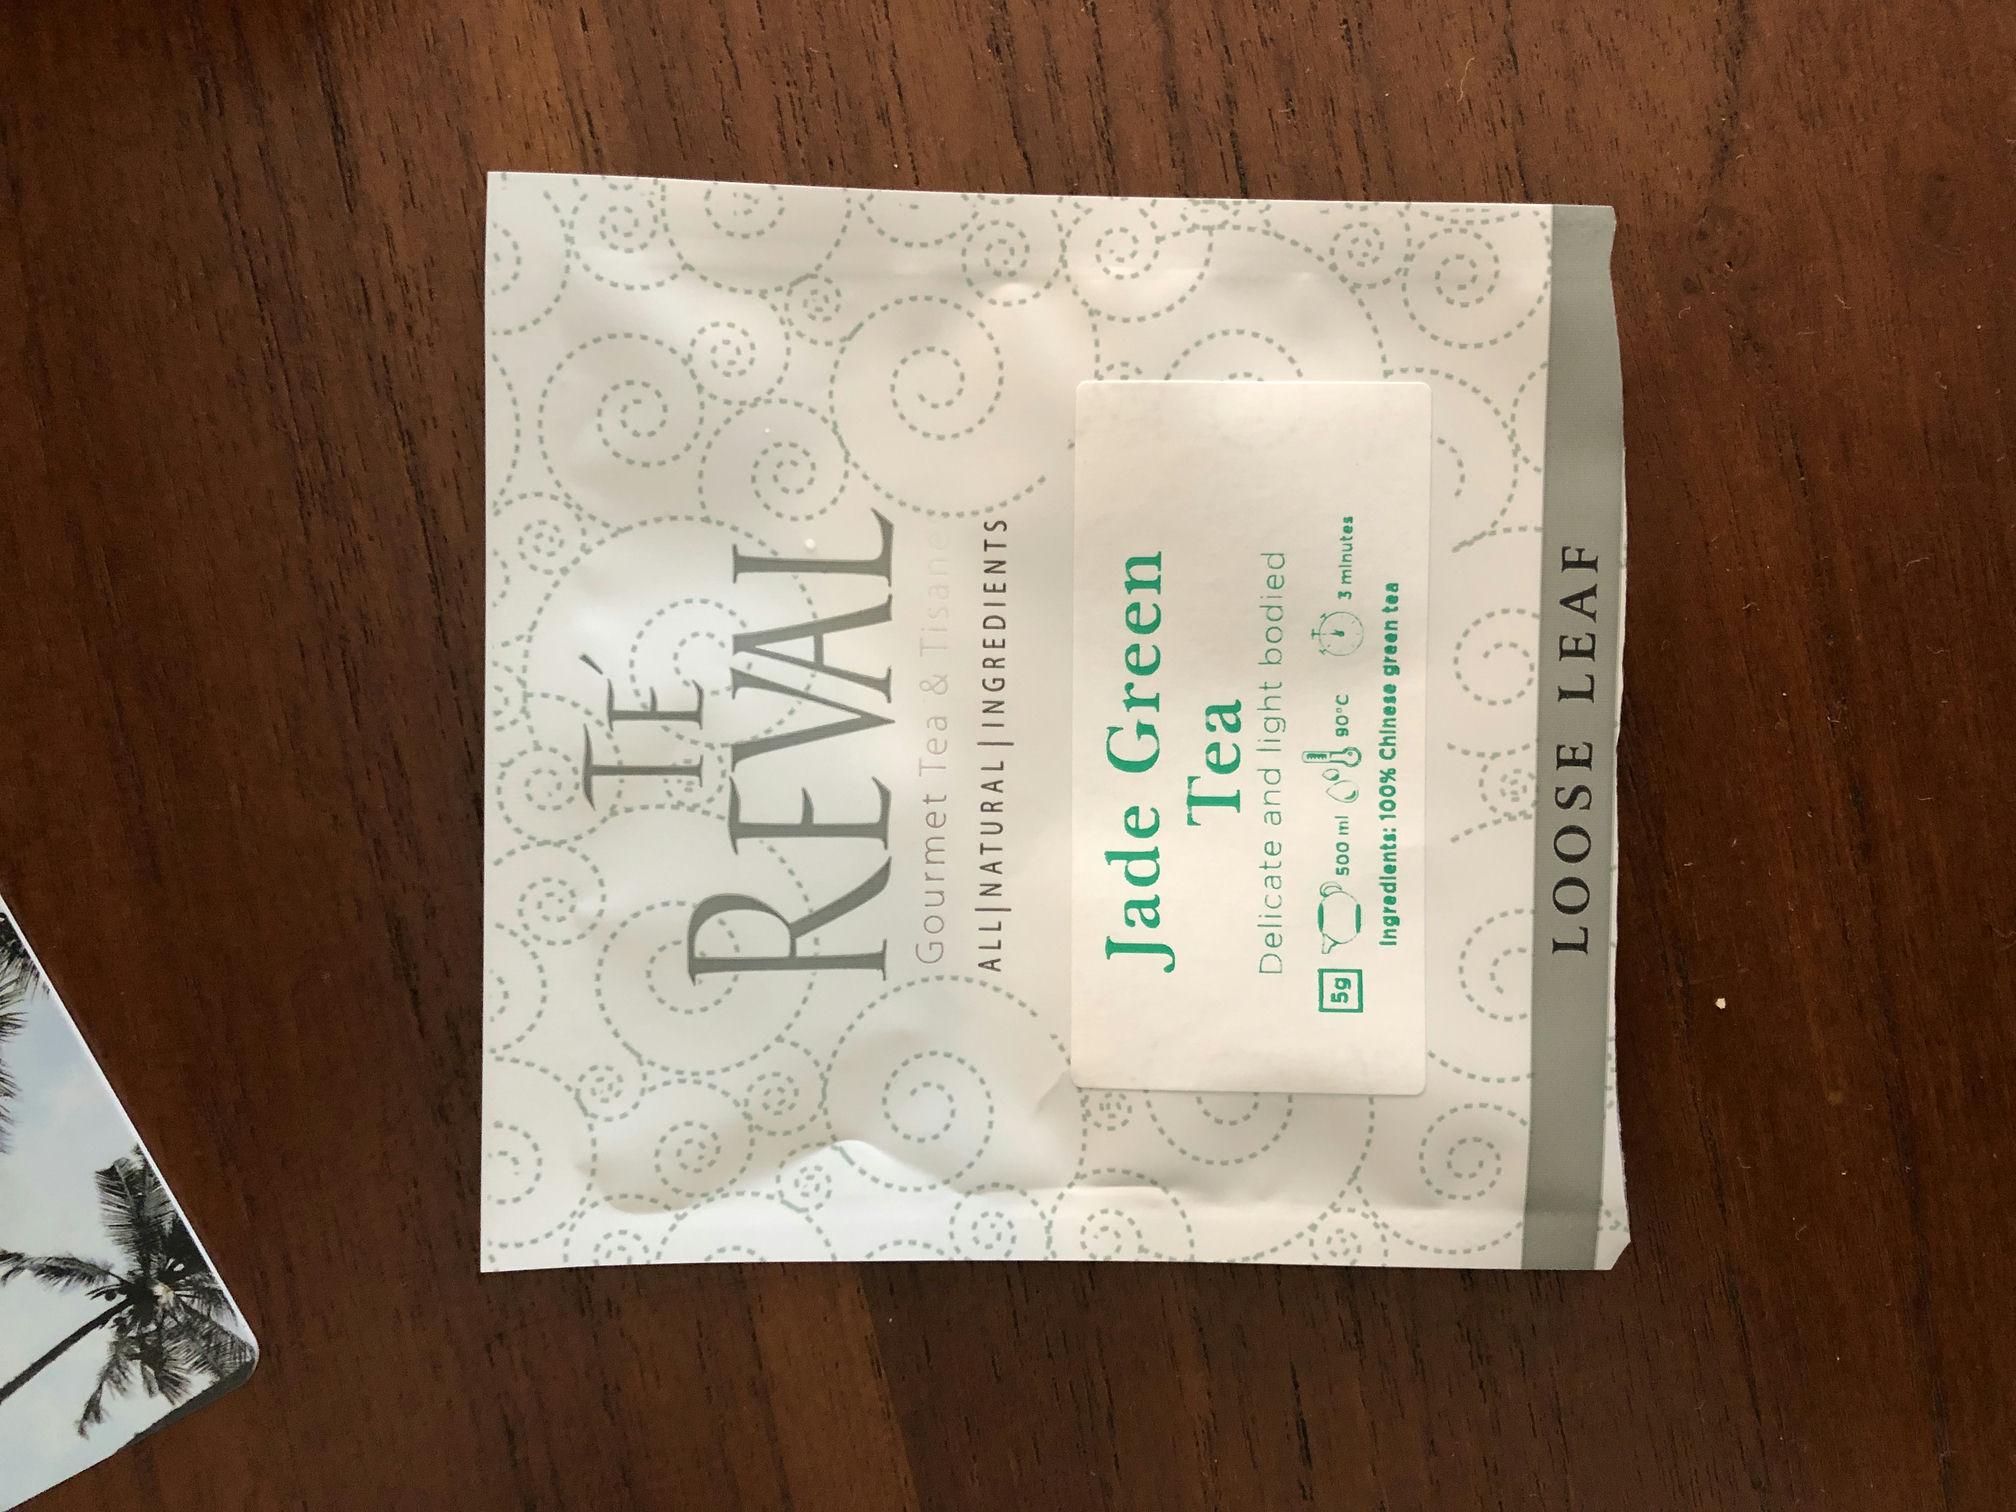 TÉ
REVAL
Gourmet Tea & Tisane
ALL|NATURAL|INGREDIENTS
Jade Green
Tea
Delicate and light bodied
5g 500 ml 90°C 3 minutes
Ingredients: 100% Chinese green tea
LOOSE LEAF